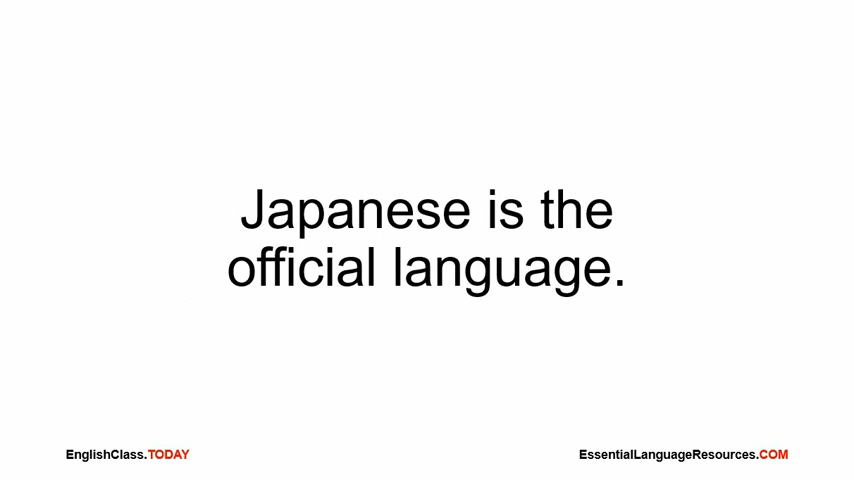 Japanese is the
official language.
EnglishClass.TODAY
EssentialLanguageResources.COM